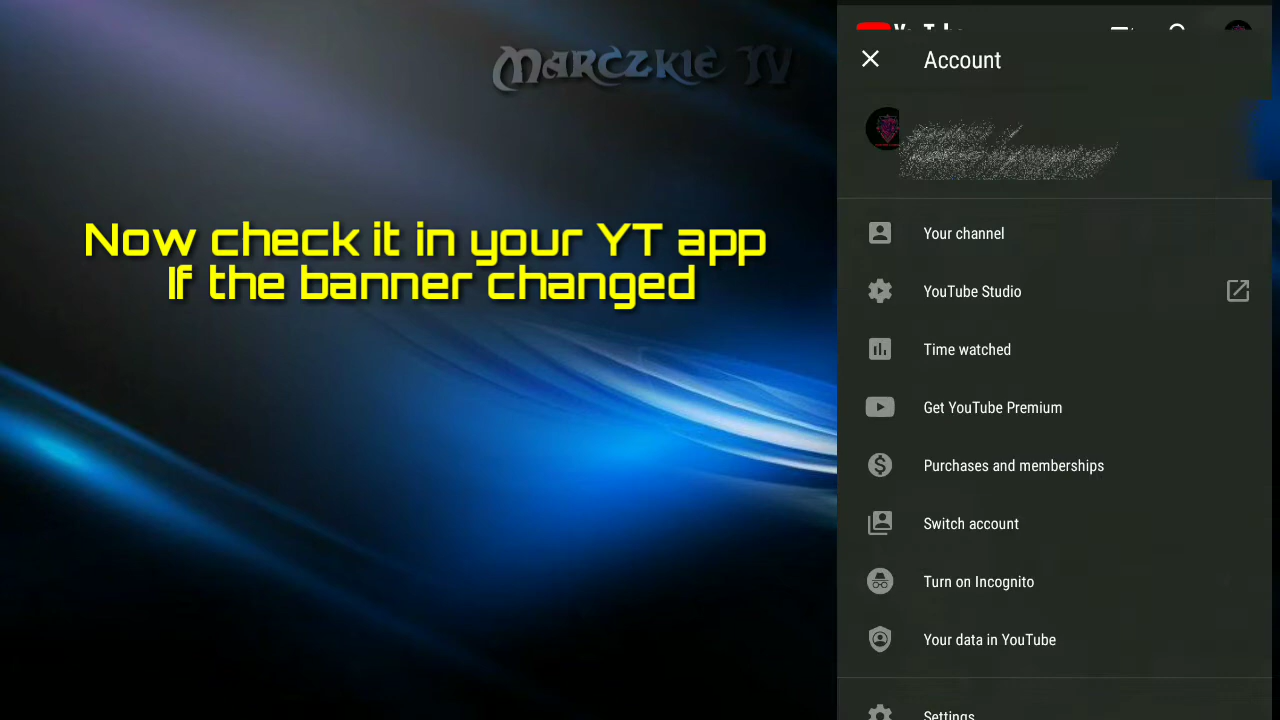 MARCZKIE TV
Now check it in your YT app
If the banner changed
Account
Your channel
YouTube Studio
Time watched
Get YouTube Premium
Purchases and memberships
Switch account
Turn on Incognito
Your data in YouTube
Settings